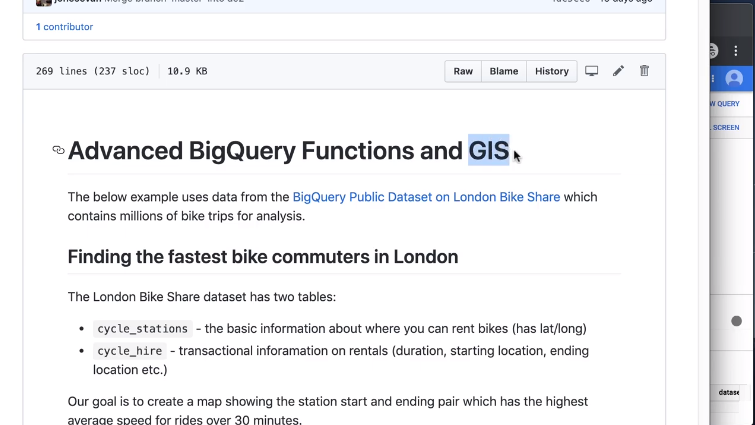 1 contributor
269 lines (237 sloc) 10.9 KB
Raw Blame History
W QUERY
SCREEN
Advanced BigQuery Functions and GIS
The below example uses data from the BigQuery Public Dataset on London Bike Share which
contains millions of bike trips for analysis.
Finding the fastest bike commuters in London
The London Bike Share dataset has two tables:
• cycle_stations - the basic information about where you can rent bikes (has lat/long)
• cycle_hire - transactional inforamation on rentals (duration, starting location, ending
location etc.)
datase
Our goal is to create a map showing the station start and ending pair which has the highest
average speed for rides over 30 minutes.